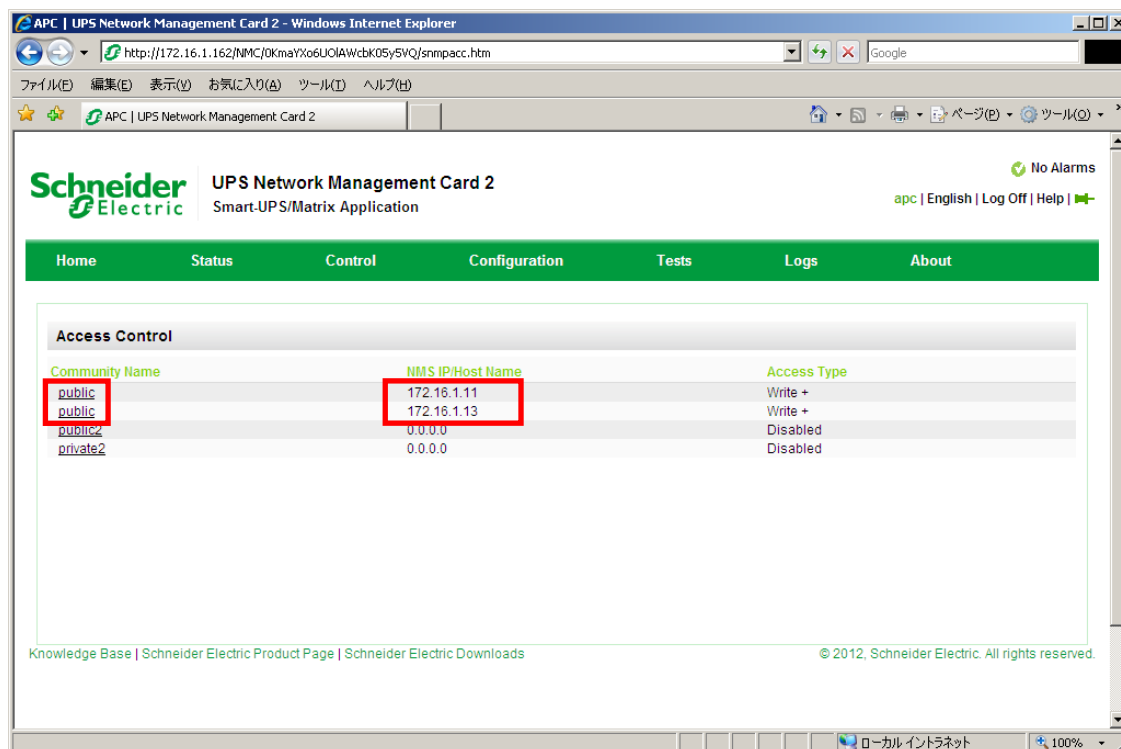 APC | UPS Network Management Card 2 - Windows Internet Explorer
http://172.16.1.162/NMC/0KmaYXo6UOlAWcbK05y5VQ/snmpacc.htm
Google
ファイル(F) 編集(E) 表示(V) お気に入り(A) ツール(T) ヘルプ(H)
APC | UPS Network Management Card 2
ページ(P) ツール(O)
No Alarms
Schneider Electric
UPS Network Management Card 2
Smart-UPS/Matrix Application
apc | English | Log Off | Help |
Home Status Control Configuration Tests Logs About
Access Control
Community Name NMS IP/Host Name Access Type
public 172.16.1.11 Write +
public 172.16.1.13 Write +
public2 0.0.0.0 Disabled
private2 0.0.0.0 Disabled
Knowledge Base | Schneider Electric Product Page | Schneider Electric Downloads
© 2012, Schneider Electric. All rights reserved.
ローカル イントラネット 100%